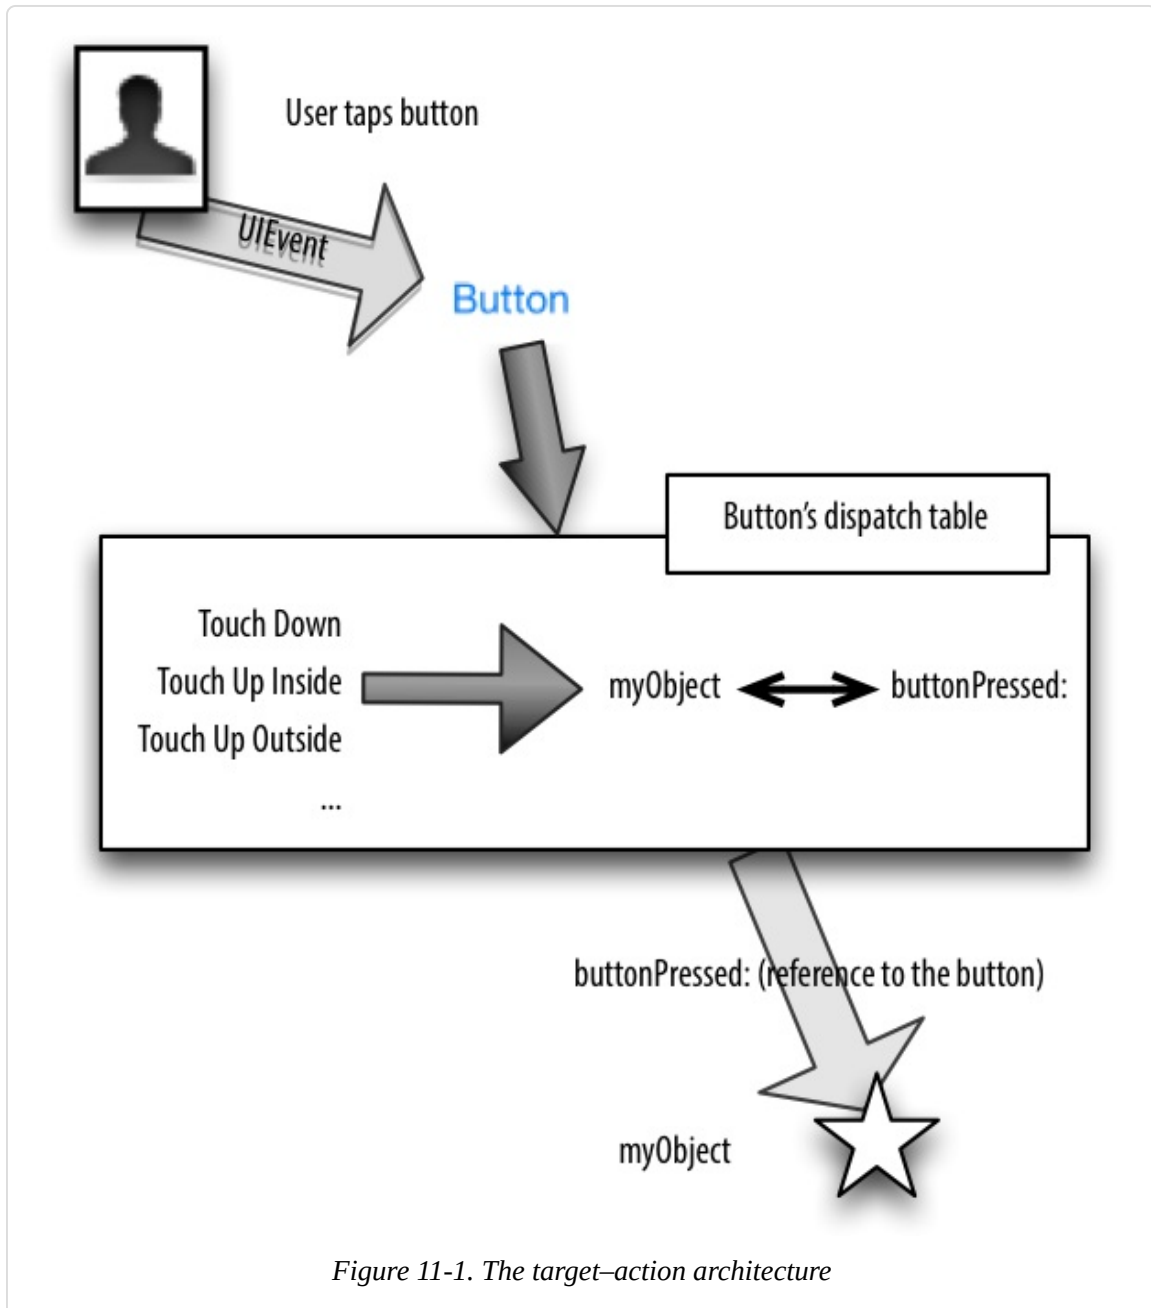 User taps button
UIEvent
Button
Button’s dispatch table
Touch Down
Touch Up Inside
Touch Up Outside
...
myObject
buttonPressed:
buttonPressed: (reference to the button)
myObject
Figure 11-1. The target–action architecture